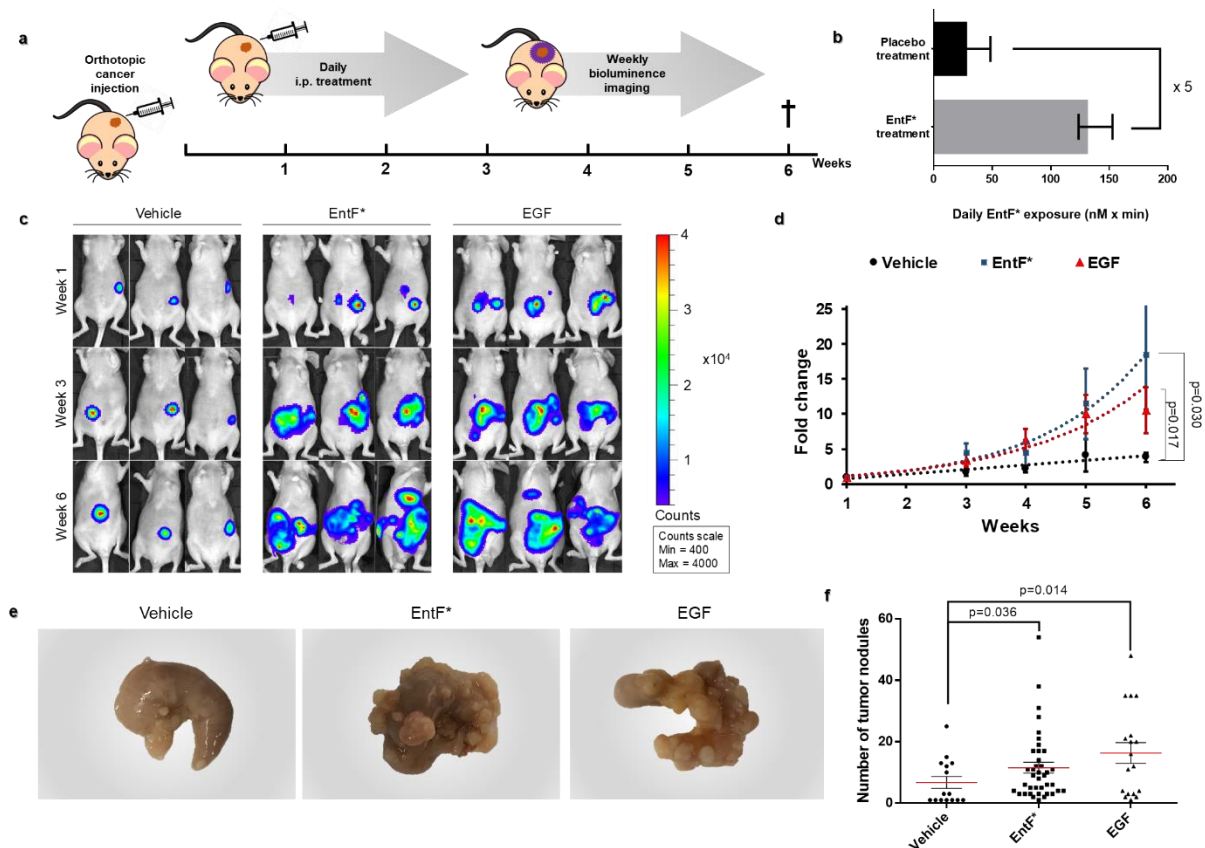 a
Orthotopic
cancer
injection
Daily
i.p. treatment
Weekly
bioluminence
imaging
†
1
2
3
4
5
6
Weeks
b
Placebo
treatment
EntF*
treatment
x 5
0
50
100
150
200
Daily EntF* exposure (nM x min)
c
Vehicle
EntF*
EGF
Week 1
Week 3
Week 6
4
3
2
1
x10⁴
Counts
Counts scale
Min = 400
Max = 4000
d
Vehicle
EntF*
EGF
Fold change
25
20
15
10
5
0
1
2
3
4
5
6
Weeks
p=0.017
p=0.030
e
Vehicle
EntF*
EGF
f
p=0.014
p=0.036
Number of tumor nodules
60
40
20
0
Vehicle
EntF*
EGF